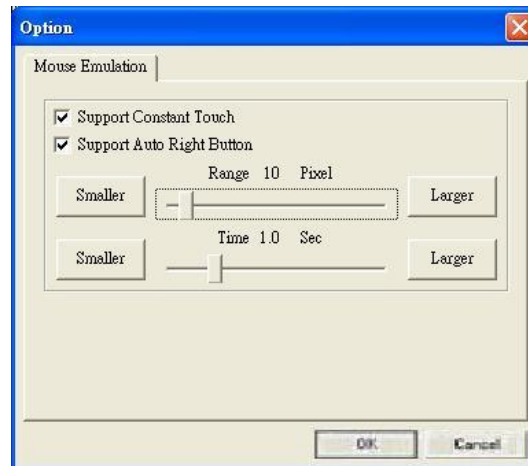 Option
Mouse Emulation
Support Constant Touch
Support Auto Right Button
Range 10 Pixel
Smaller
Larger
Time 1.0 Sec
Smaller
Larger
OK
Cancel